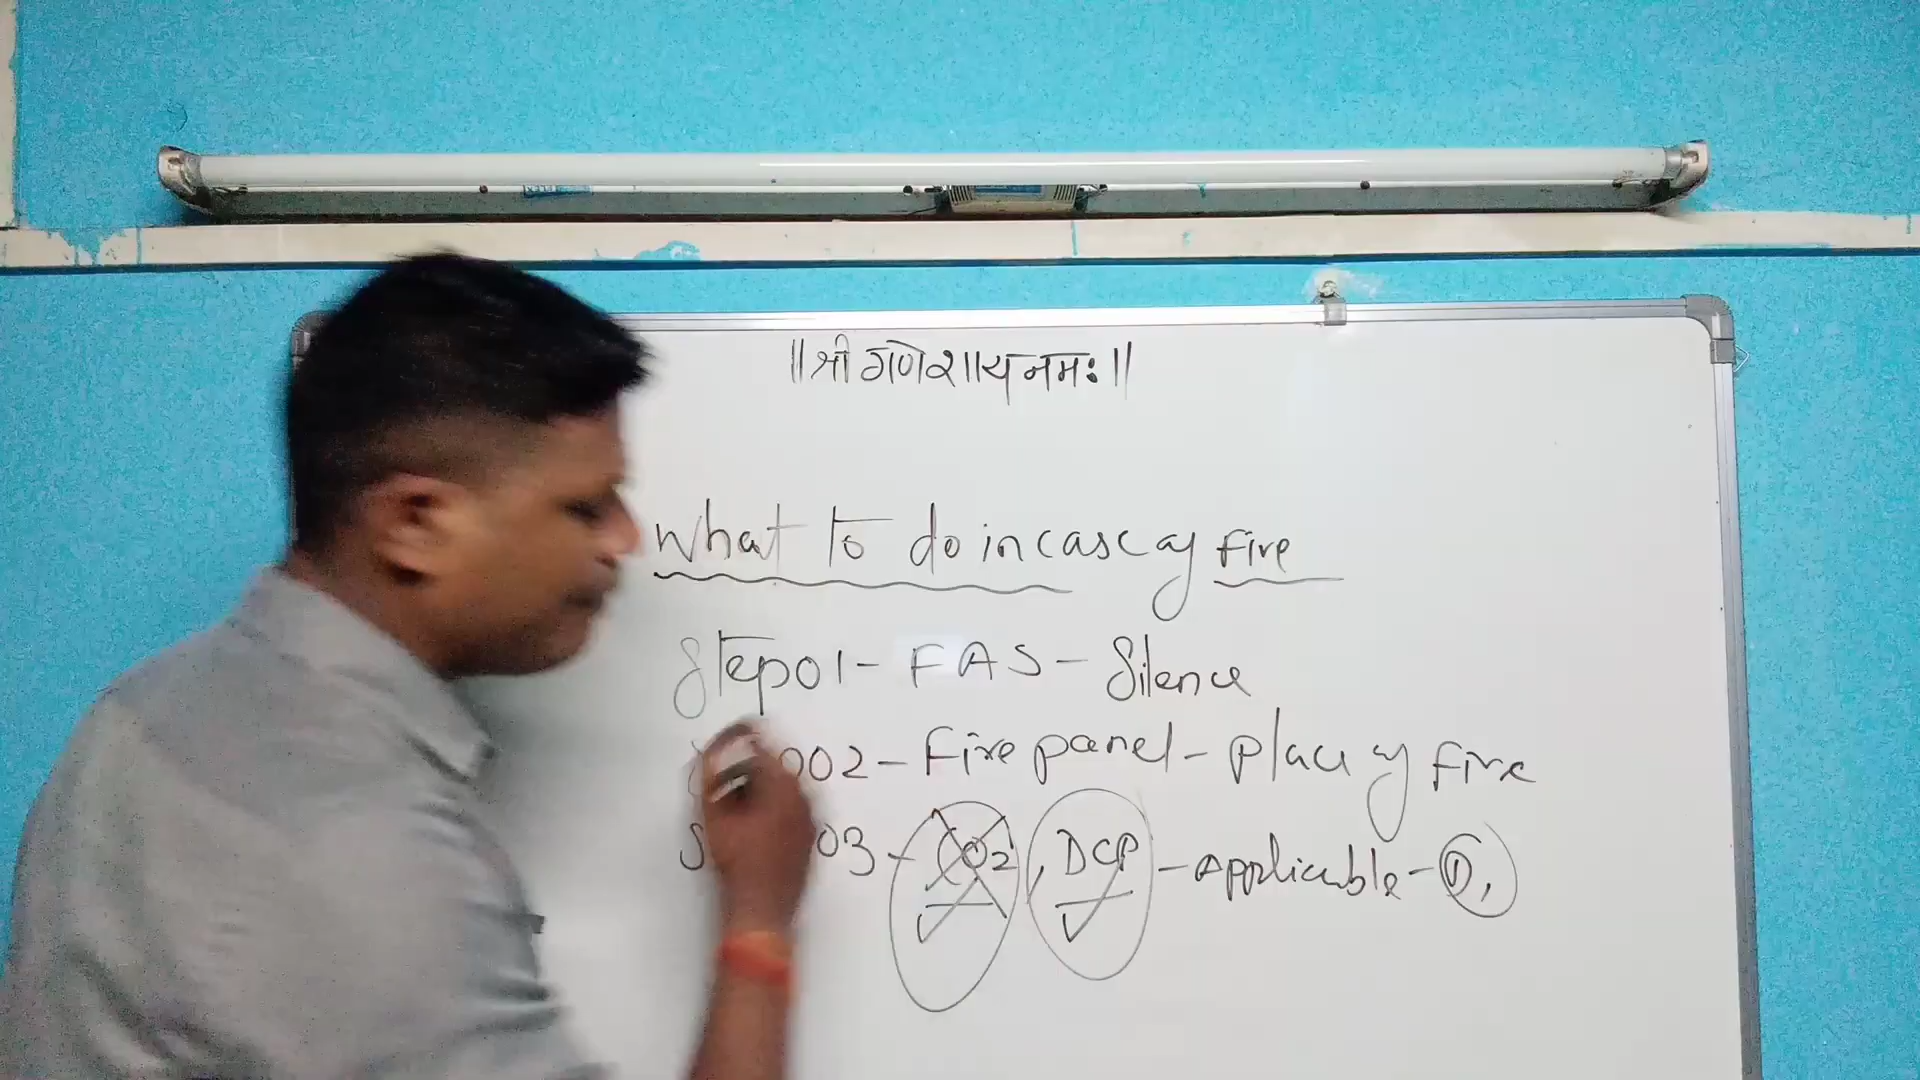 ॥श्री गणेशाय नमः॥
What to do incase of fire
Step01 - FAS - Silence
02 - Fire panel - place of fire
03 - CO2, DCP - Applicable - D,